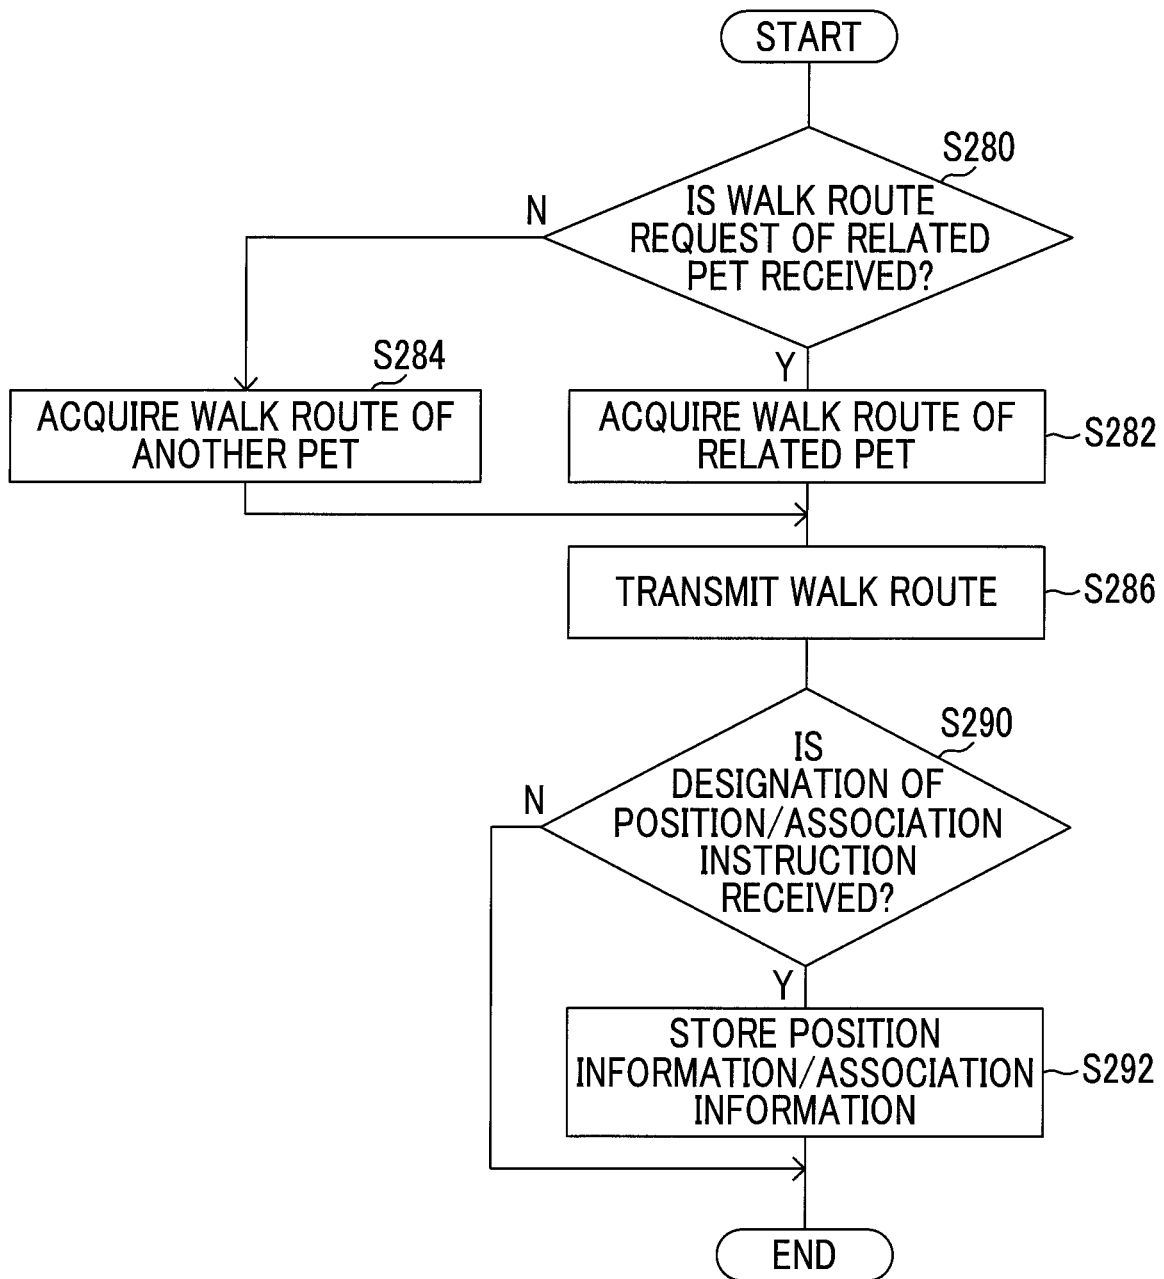 START
S280
IS WALK ROUTE
REQUEST OF RELATED
PET RECEIVED?
N
Y
S284
ACQUIRE WALK ROUTE OF
ANOTHER PET
ACQUIRE WALK ROUTE OF
RELATED PET
S282
TRANSMIT WALK ROUTE
S286
S290
IS
DESIGNATION OF
POSITION/ASSOCIATION
INSTRUCTION
RECEIVED?
N
Y
STORE POSITION
INFORMATION/ASSOCIATION
INFORMATION
S292
END